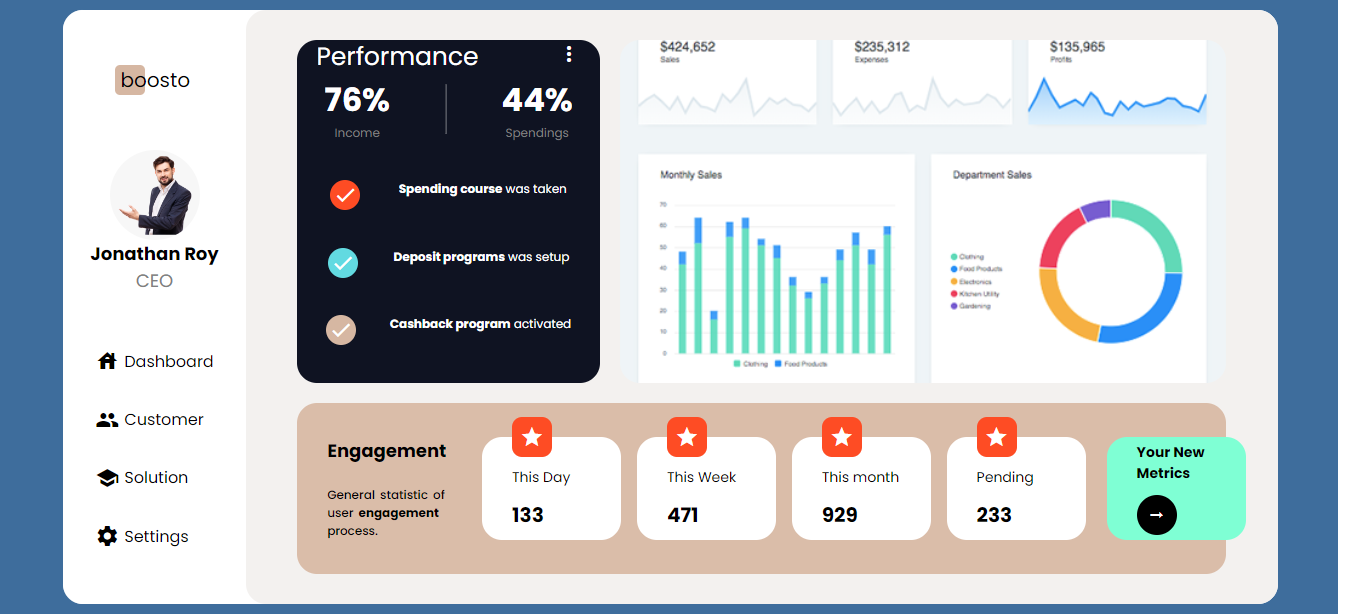 boosto
Jonathan Roy
CEO
Dashboard
Customer
Solution
Settings
Performance
76%
Income
44%
Spendings
Spending course was taken
Deposit programs was setup
Cashback program activated
$424,652
Sales
$235,312
Expenses
$135,965
Profits
Monthly Sales
70
60
50
40
30
20
10
0
Clothing
Food Products
Department Sales
Clothing
Food Products
Electronics
Kitchen Utility
Gardening
Engagement
General statistic of
user engagement
process.
This Day
133
This Week
471
This month
929
Pending
233
Your New
Metrics